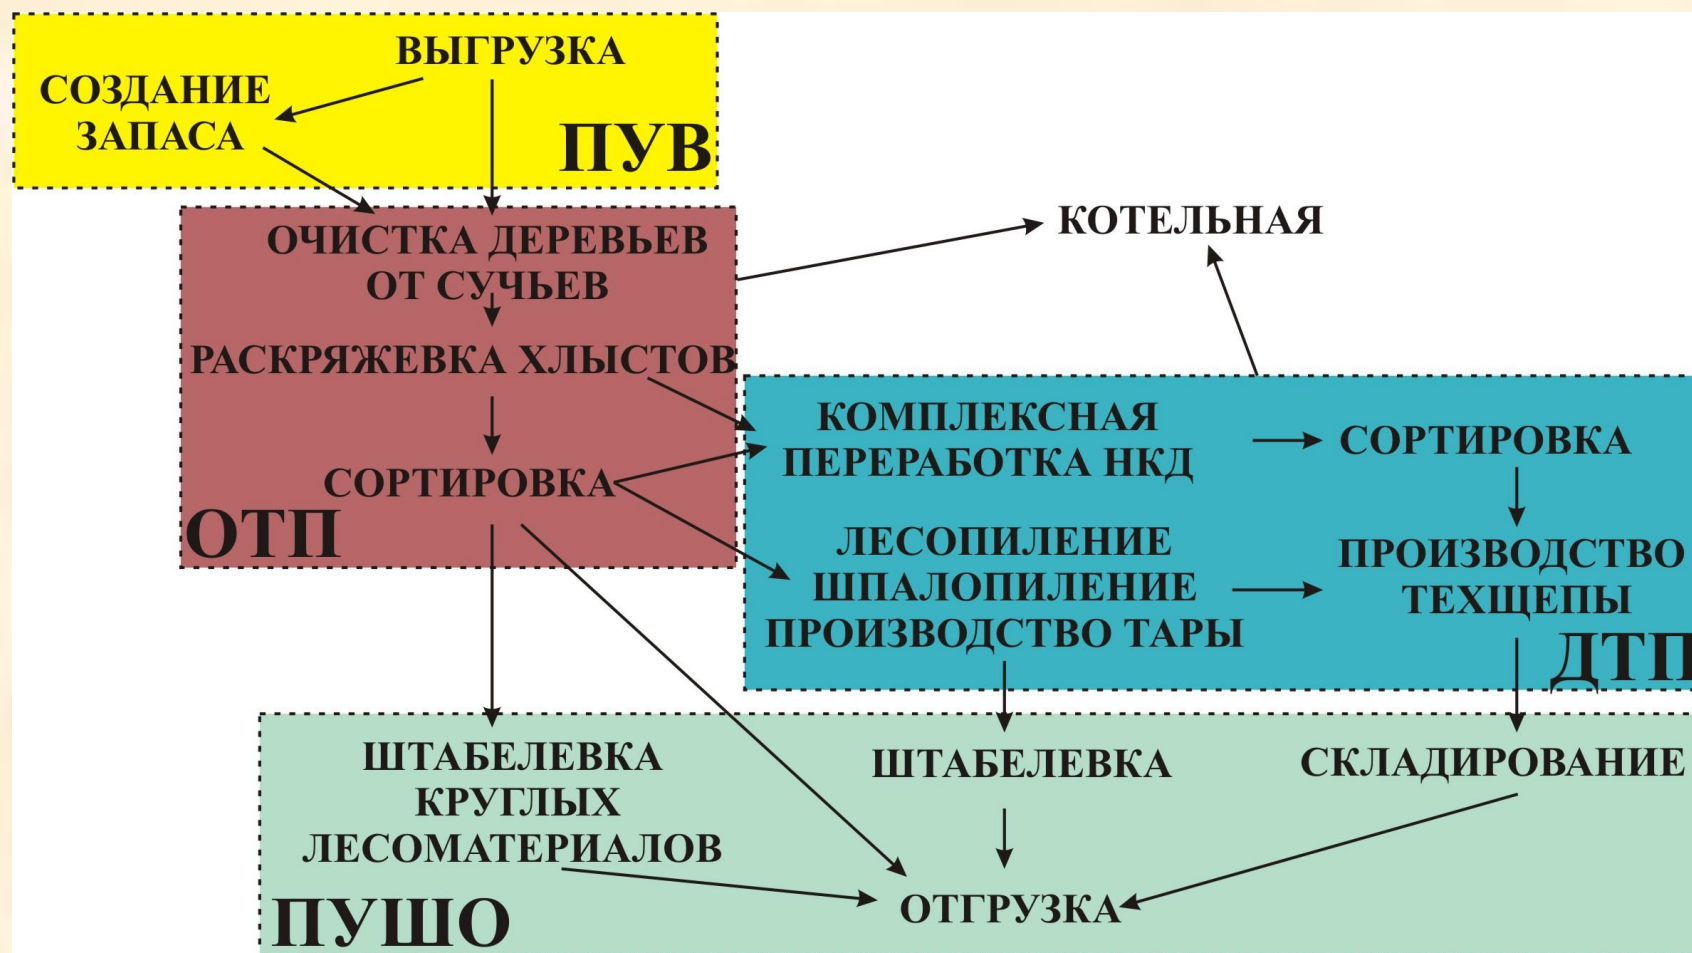 ВЫГРУЗКА
СОЗДАНИЕ
ЗАПАСА
ПУВ
ОЧИСТКА ДЕРЕВЬЕВ
ОТ СУЧЬЕВ
РАСКРЯЖЕВКА ХЛЫСТОВ
СОРТИРОВКА
ОТП
КОТЕЛЬНАЯ
КОМПЛЕКСНАЯ
ПЕРЕРАБОТКА НКД
СОРТИРОВКА
ЛЕСОПИЛЕНИЕ
ШПАЛОПИЛЕНИЕ
ПРОИЗВОДСТВО ТАРЫ
ПРОИЗВОДСТВО
ТЕХЩЕПЫ
ДТП
ШТАБЕЛЕВКА
КРУГЛЫХ
ЛЕСОМАТЕРИАЛОВ
ШТАБЕЛЕВКА
СКЛАДИРОВАНИЕ
ОТГРУЗКА
ПУШО